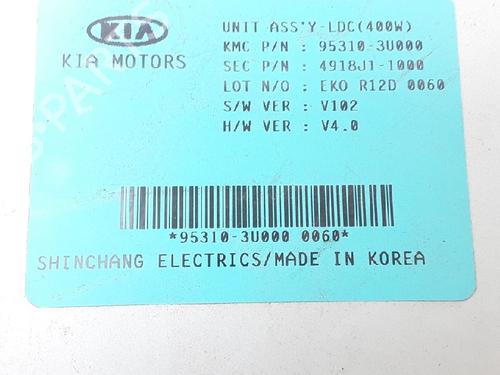 KIA
KIA MOTORS
UNIT ASS'Y-LDC(400W)
KMC P/N : 95310-3U000
SEC P/N : 4918J1-1000
LOT N/O : EKO R12D 0060
S/W VER : V102
H/W VER : V4.0
*95310-3U000 0060*
SHINCHANG ELECTRICS/MADE IN KOREA